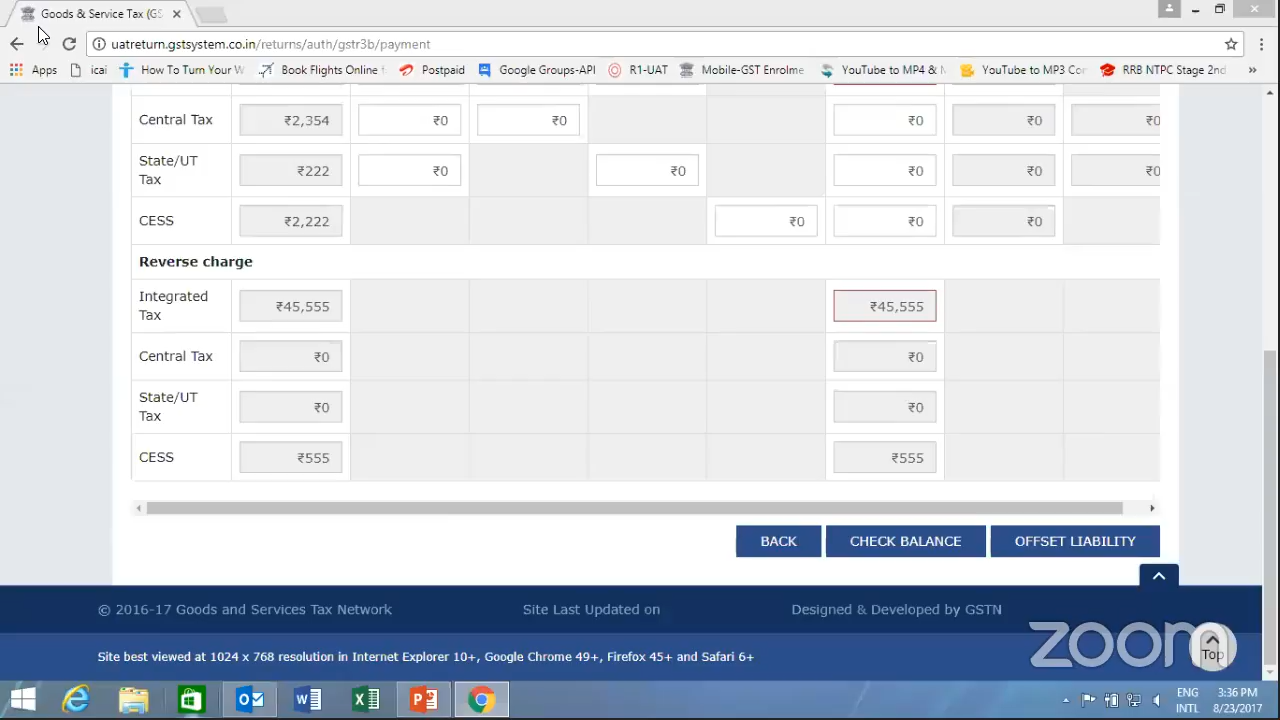 Goods & Service Tax (GS
uatreturn.gstsystem.co.in/returns/auth/gstr3b/payment
Apps icai How To Turn Your W Book Flights Online f Postpaid Google Groups-API R1-UAT Mobile-GST Enrolme YouTube to MP4 & M YouTube to MP3 Con RRB NTPC Stage 2nd »
Central Tax ₹2,354 ₹0 ₹0 ₹0 ₹0 ₹0
State/UT
Tax ₹222 ₹0 ₹0 ₹0 ₹0 ₹0
CESS ₹2,222 ₹0 ₹0 ₹0
Reverse charge
Integrated
Tax ₹45,555 ₹45,555
Central Tax ₹0 ₹0
State/UT
Tax ₹0 ₹0
CESS ₹555 ₹555
BACK CHECK BALANCE OFFSET LIABILITY
© 2016-17 Goods and Services Tax Network Site Last Updated on Designed & Developed by GSTN
zoom
Top
Site best viewed at 1024 x 768 resolution in Internet Explorer 10+, Google Chrome 49+, Firefox 45+ and Safari 6+
ENG 3:36 PM
INTL 8/23/2017